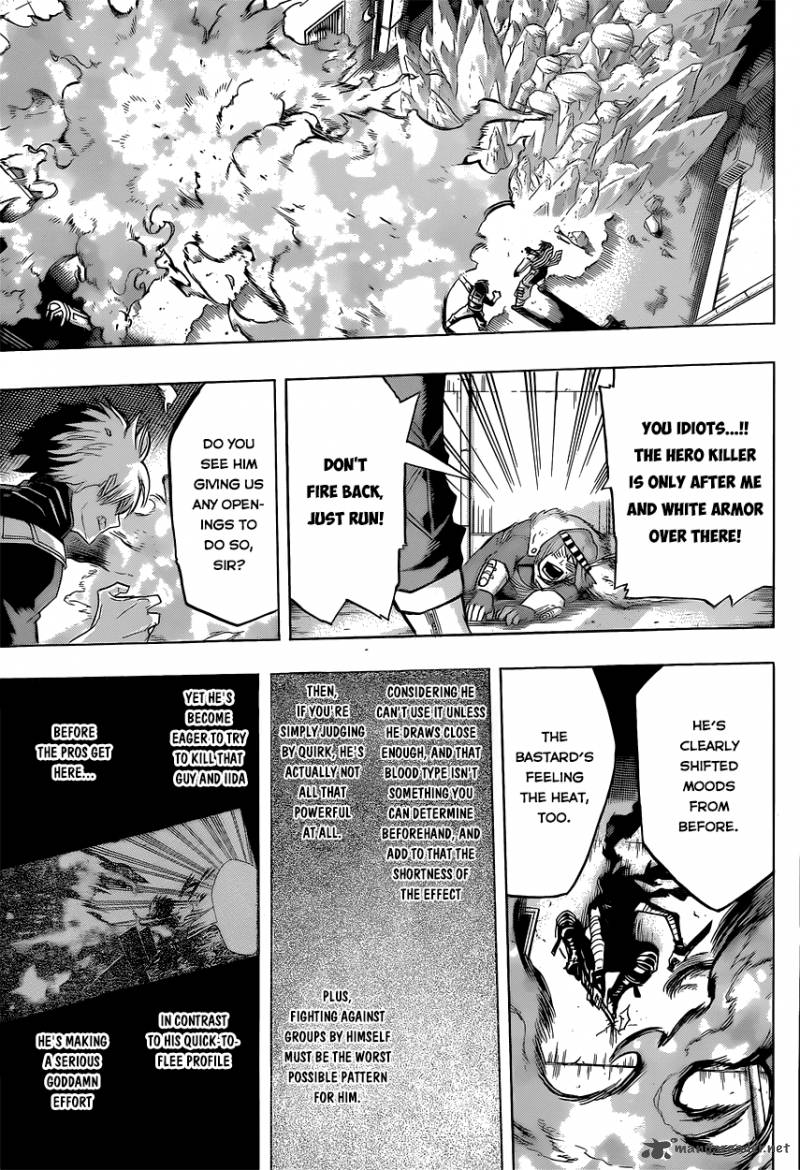 YOU IDIOTS...!!
THE HERO KILLER
IS ONLY AFTER ME
AND WHITE ARMOR
OVER THERE!
DON'T
FIRE BACK,
JUST RUN!
DO YOU
SEE HIM
GIVING US
ANY OPEN-
INGS TO
DO SO,
SIR?
HE'S
CLEARLY
SHIFTED
MOODS
FROM
BEFORE.
THE
BASTARD'S
FEELING
THE HEAT,
TOO.
CONSIDERING HE
CAN'T USE IT UNLESS
HE DRAWS CLOSE
ENOUGH, AND THAT
BLOOD TYPE ISN'T
SOMETHING YOU
CAN DETERMINE
BEFOREHAND, AND
ADD TO THAT THE
SHORTNESS OF
THE EFFECT
THEN,
IF YOU'RE
SIMPLY JUDGING
BY QUIRK, HE'S
ACTUALLY NOT
ALL THAT
POWERFUL
AT ALL.
PLUS,
FIGHTING AGAINST
GROUPS BY HIMSELF
MUST BE THE WORST
POSSIBLE PATTERN
FOR HIM.
YET HE'S
BECOME
EAGER TO TRY
TO KILL THAT
GUY AND IIDA
BEFORE
THE PROS GET
HERE...
IN CONTRAST
TO HIS QUICK-TO-
FLEE PROFILE
HE'S MAKING
A SERIOUS
GODDAMN
EFFORT